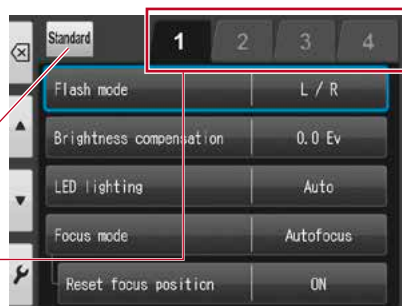 Standard 1 2 3 4
Flash mode L / R
Brightness compensation 0.0 Ev
LED lighting Auto
Focus mode Autofocus
Reset focus position ON